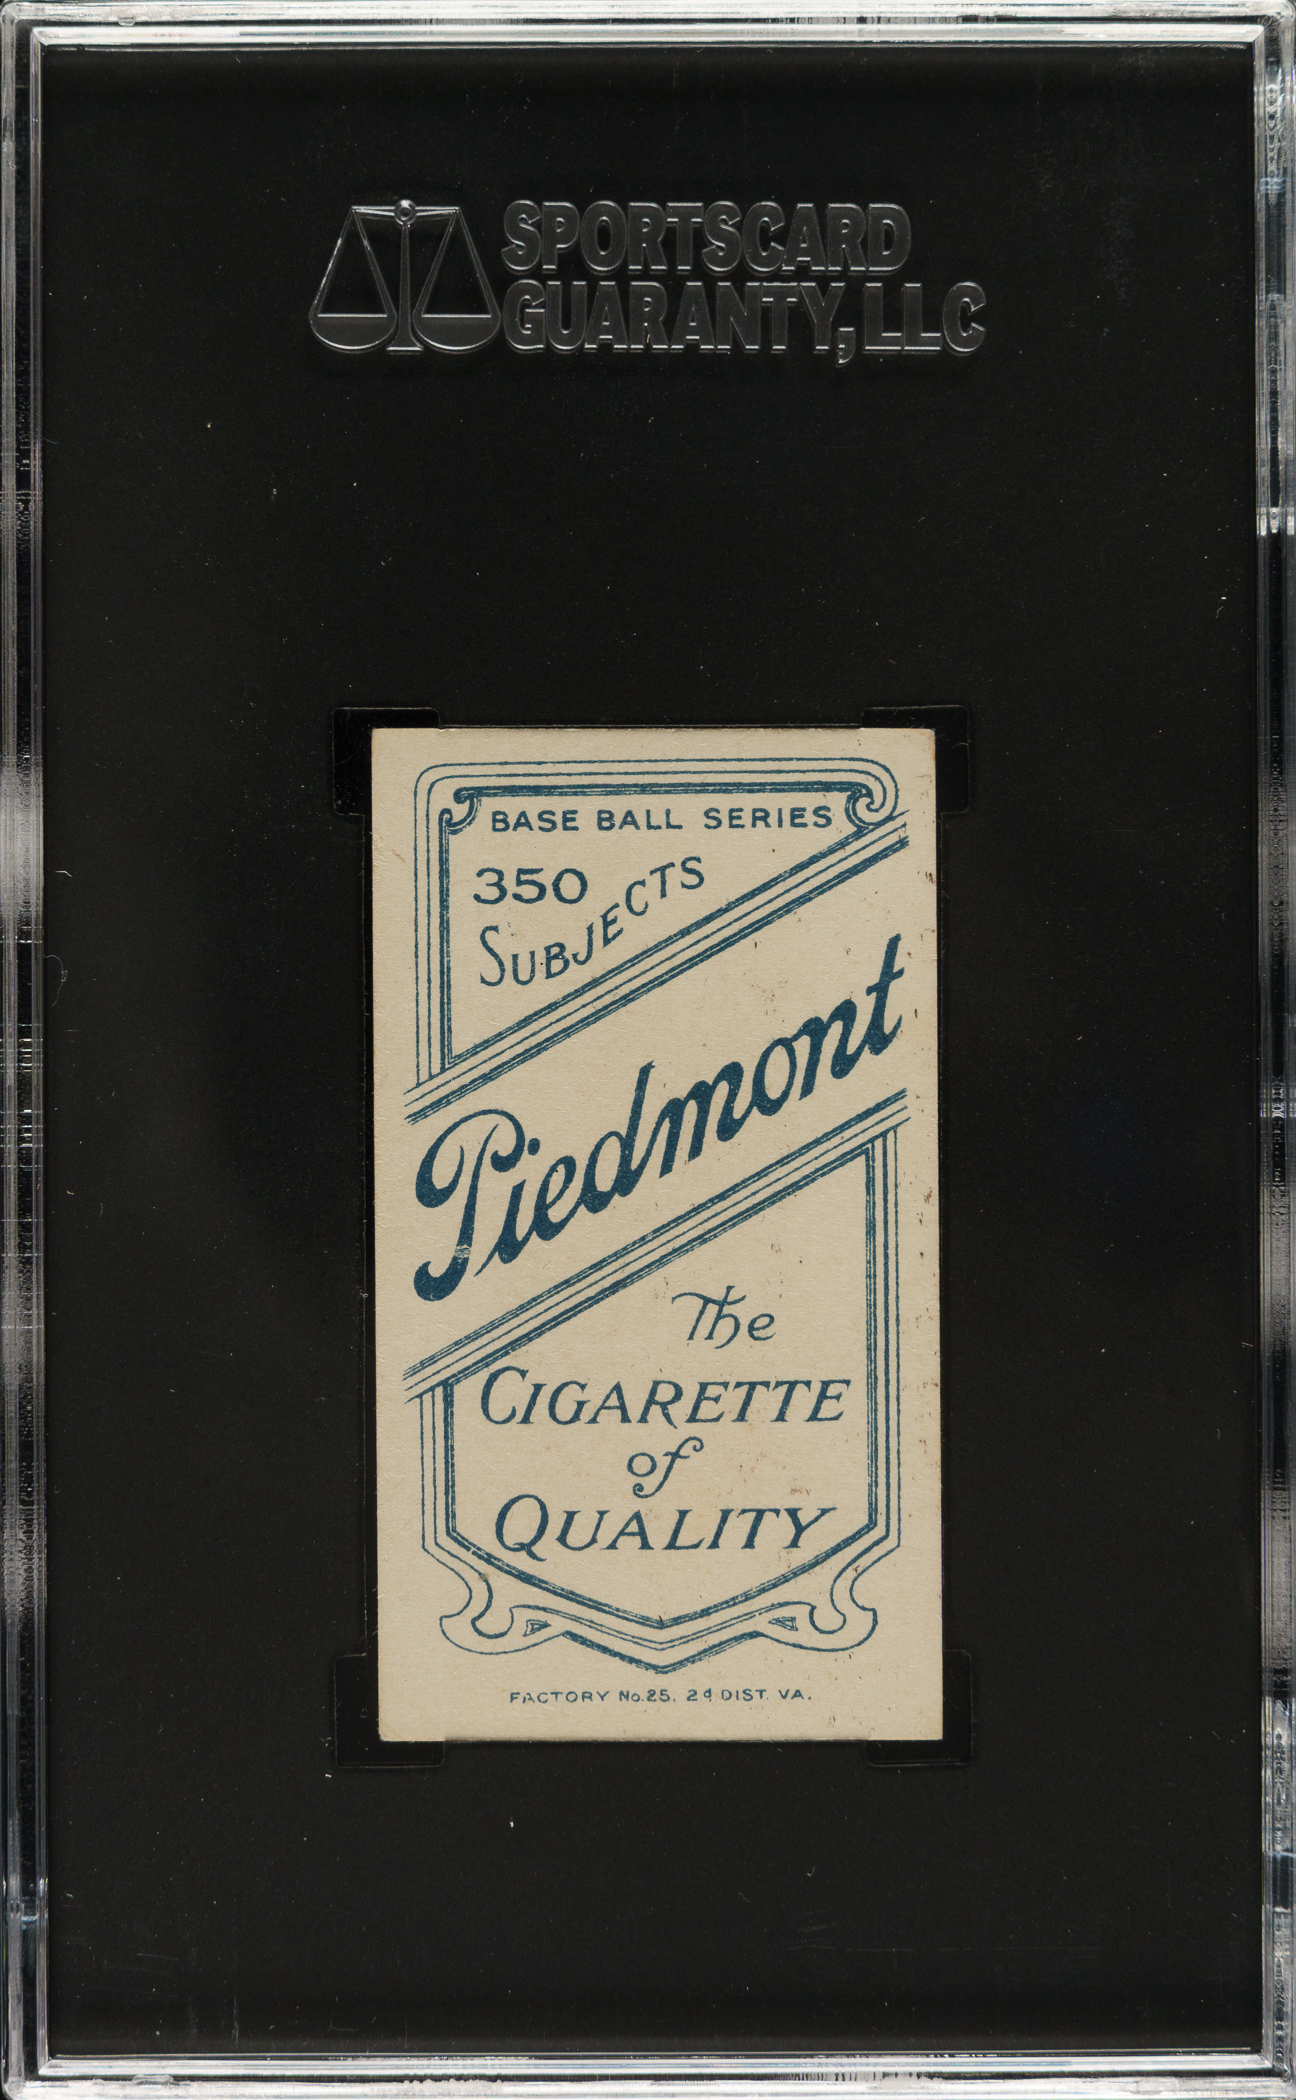 SPORTSCARD
GUARANTY, LLC
BASE BALL SERIES
350
SUBJECTS
Piedmont
The
CIGARETTE
of
QUALITY
FACTORY No.25. 2d DIST. VA.